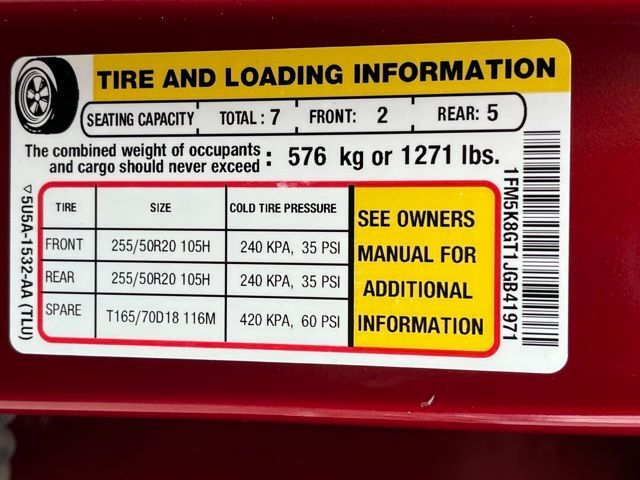 TIRE AND LOADING INFORMATION
SEATING CAPACITY TOTAL : 7 FRONT: 2 REAR: 5
The combined weight of occupants
and cargo should never exceed : 576 kg or 1271 lbs.
TIRE SIZE COLD TIRE PRESSURE
FRONT 255/50R20 105H 240 KPA, 35 PSI
REAR 255/50R20 105H 240 KPA, 35 PSI
SPARE T165/70D18 116M 420 KPA, 60 PSI
SEE OWNERS
MANUAL FOR
ADDITIONAL
INFORMATION
▽5U5A-1532-AA (TLU)
1FM5K8GT1JGB41971